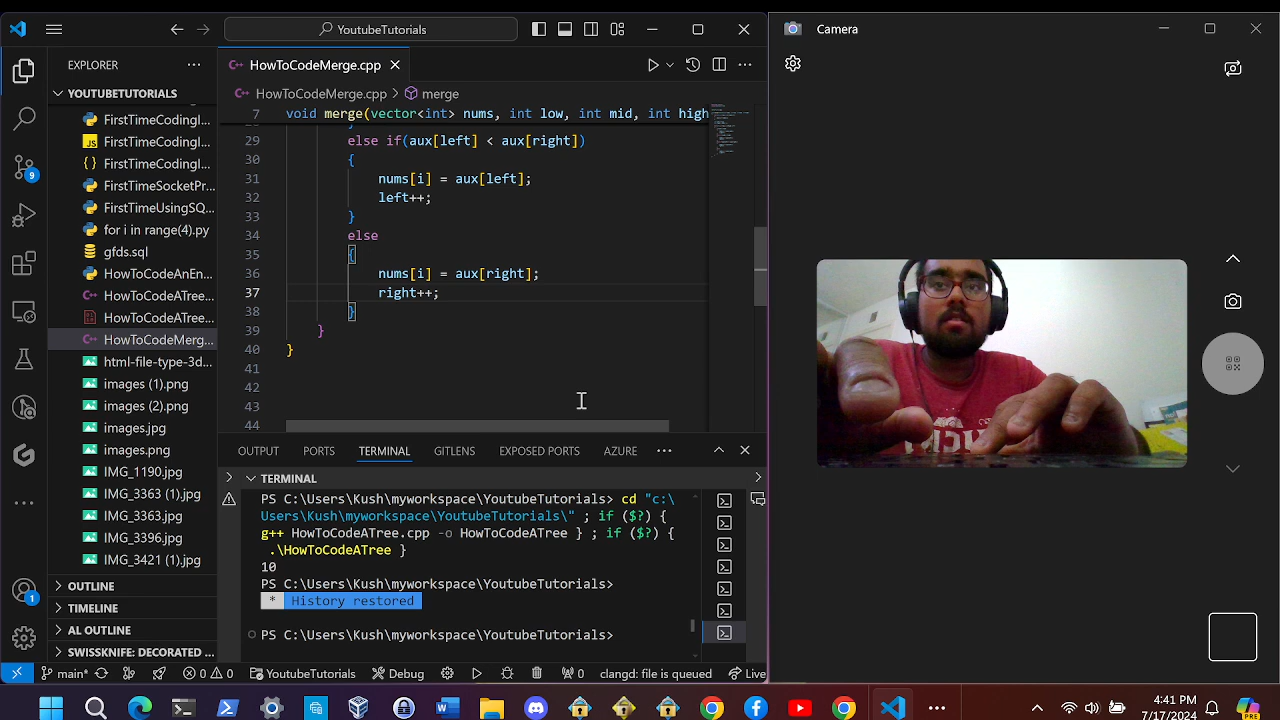 YoutubeTutorials
Camera
EXPLORER
HowToCodeMerge.cpp
YOUTUBETUTORIALS
HowToCodeMerge.cpp > merge
FirstTimeCodingI...
FirstTimeCodingI...
FirstTimeCodingI...
FirstTimeSocketPr...
FirstTimeUsingSQ...
for i in range(4).py
gfds.sql
HowToCodeAnEn...
HowToCodeATree...
HowToCodeATree...
HowToCodeMerg...
html-file-type-3d...
images (1).png
images (2).png
images.jpg
images.png
IMG_1190.jpg
IMG_3363 (1).jpg
IMG_3363.jpg
IMG_3396.jpg
IMG_3421 (1).jpg
OUTLINE
TIMELINE
AL OUTLINE
SWISSKNIFE: DECORATED ...
7 void merge(vector<int> nums, int low, int mid, int high
29 else if(aux[left] < aux[right])
30 {
31 nums[i] = aux[left];
32 left++;
33 }
34 else
35 {
36 nums[i] = aux[right];
37 right++;
38 }
39 }
40 }
41
42
43
44
OUTPUT PORTS TERMINAL GITLENS EXPOSED PORTS AZURE
TERMINAL
PS C:\Users\Kush\myworkspace\YoutubeTutorials> cd "c:\
Users\Kush\myworkspace\YoutubeTutorials\" ; if ($?) {
g++ HowToCodeATree.cpp -o HowToCodeATree } ; if ($?) {
.\HowToCodeATree }
10
PS C:\Users\Kush\myworkspace\YoutubeTutorials>
* History restored
PS C:\Users\Kush\myworkspace\YoutubeTutorials>
main* 0 0 YoutubeTutorials Debug 0 clangd: file is queued Live
4:41 PM
7/17/2024